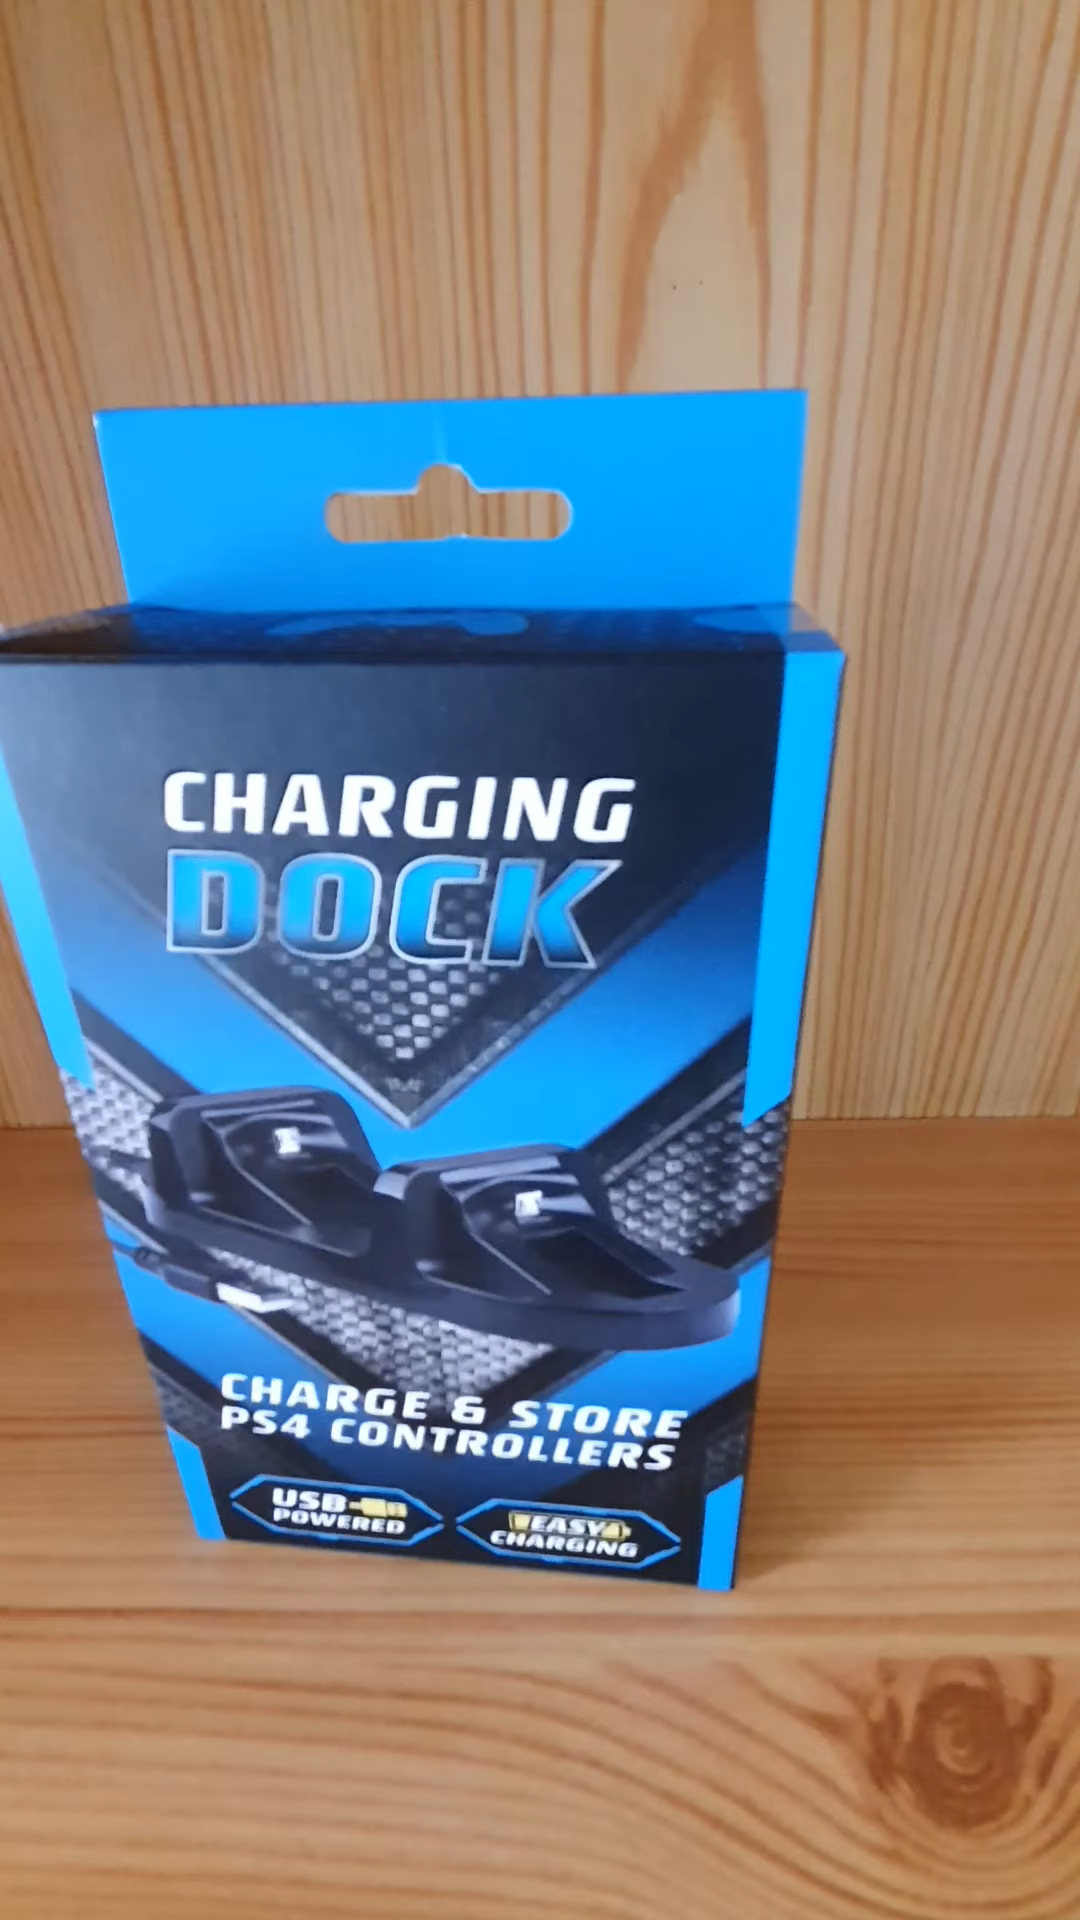 CHARGING
DOCK
CHARGE & STORE
PS4 CONTROLLERS
USB
POWERED
EASY
CHARGING